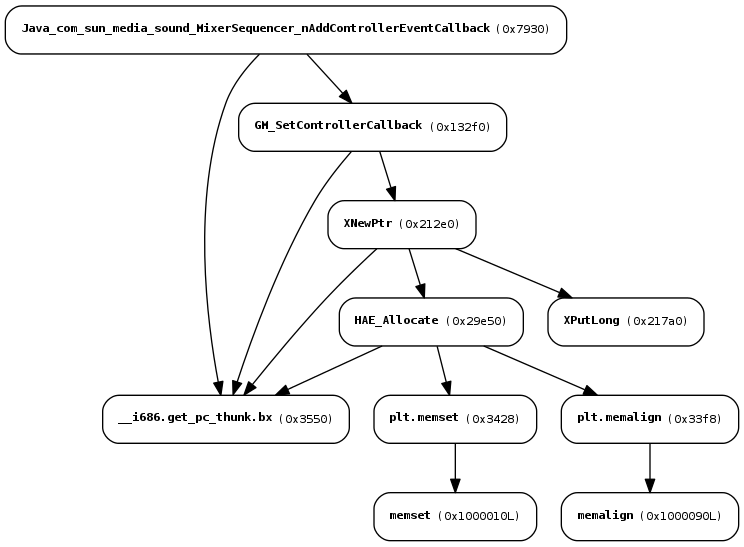 Java_com_sun_media_sound_MixerSequencer_nAddControllerEventCallback (0x7930)
GM_SetControllerCallback (0x132f0)
XNewPtr (0x212e0)
HAE_Allocate (0x29e50)
XPutLong (0x217a0)
__i686.get_pc_thunk.bx (0x3550)
plt.memset (0x3428)
plt.memalign (0x33f8)
memset (0x1000010L)
memalign (0x1000090L)